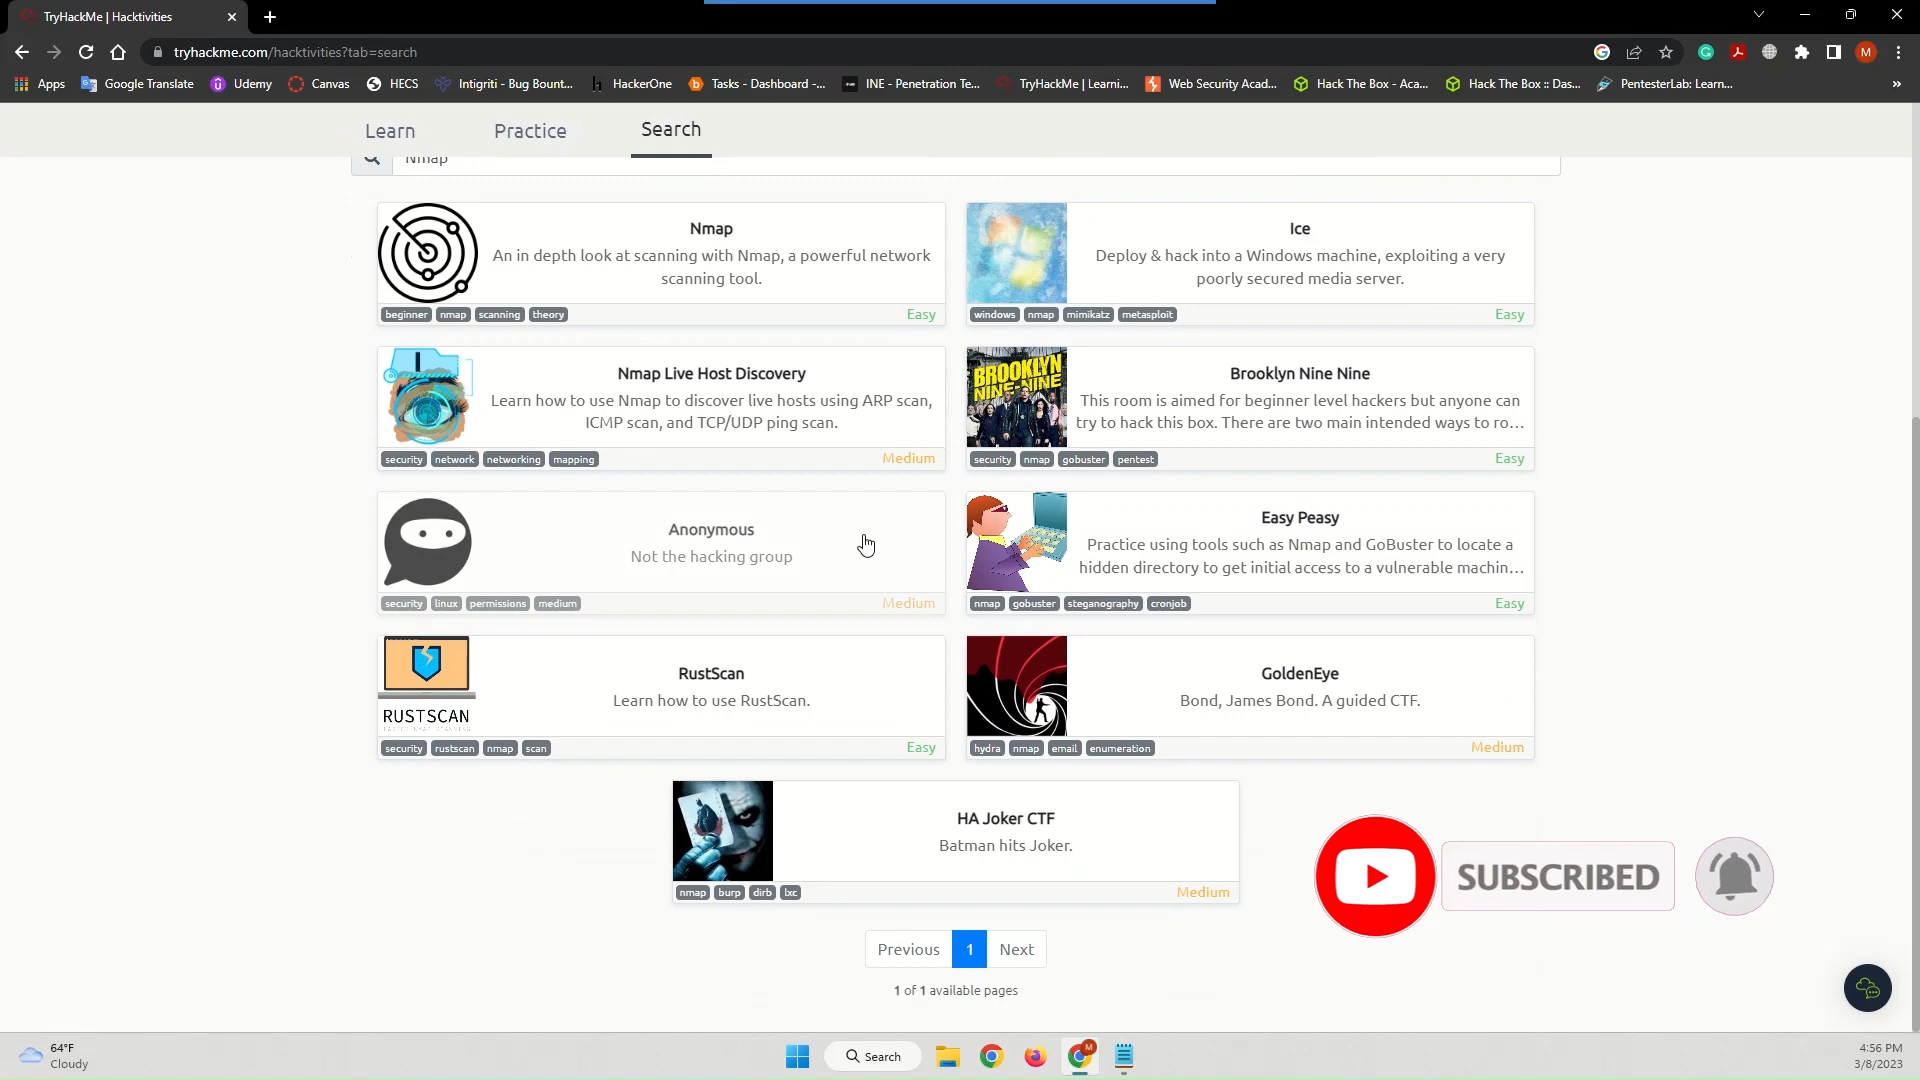 TryHackMe | Hacktivities
tryhackme.com/hacktivities?tab=search
M
Apps Google Translate Udemy Canvas HECS Intigriti - Bug Bount... HackerOne Tasks - Dashboard -... INE - Penetration Te... TryHackMe | Learni... Web Security Acad... Hack The Box - Aca... Hack The Box :: Das... PentesterLab: Learn... »
Learn Practice Search
Nmap
Nmap
An in depth look at scanning with Nmap, a powerful network
scanning tool.
beginner nmap scanning theory Easy
Ice
Deploy & hack into a Windows machine, exploiting a very
poorly secured media server.
windows nmap mimikatz metasploit Easy
Nmap Live Host Discovery
Learn how to use Nmap to discover live hosts using ARP scan,
ICMP scan, and TCP/UDP ping scan.
security network networking mapping Medium
BROOKLYN
NINE-NINE
Brooklyn Nine Nine
This room is aimed for beginner level hackers but anyone can
try to hack this box. There are two main intended ways to ro...
security nmap gobuster pentest Easy
Anonymous
Not the hacking group
security linux permissions medium Medium
Easy Peasy
Practice using tools such as Nmap and GoBuster to locate a
hidden directory to get initial access to a vulnerable machin...
nmap gobuster steganography cronjob Easy
RUSTSCAN
RustScan
Learn how to use RustScan.
security rustscan nmap scan Easy
GoldenEye
Bond, James Bond. A guided CTF.
hydra nmap email enumeration Medium
HA Joker CTF
Batman hits Joker.
nmap burp dirb lxc Medium
SUBSCRIBED
Previous 1 Next
1 of 1 available pages
64°F
Cloudy
Search
M
4:56 PM
3/8/2023